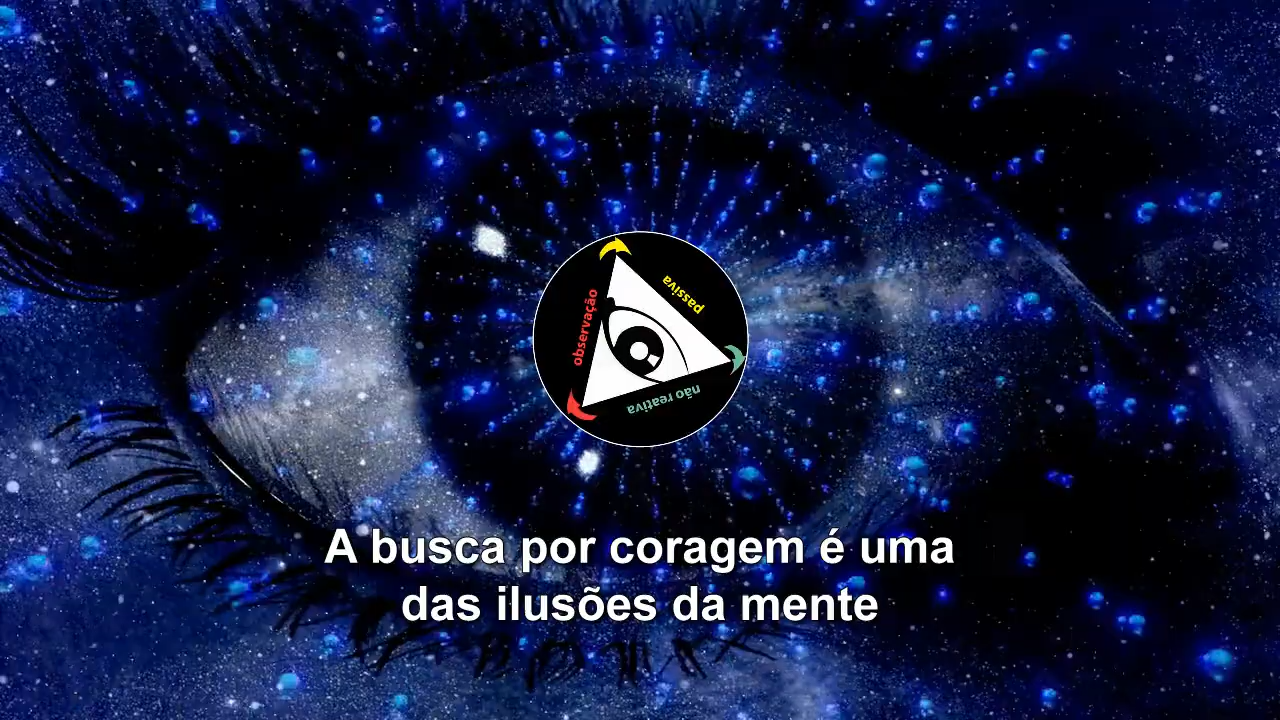 observação
passiva
não reativa
A busca por coragem é uma
das ilusões da mente